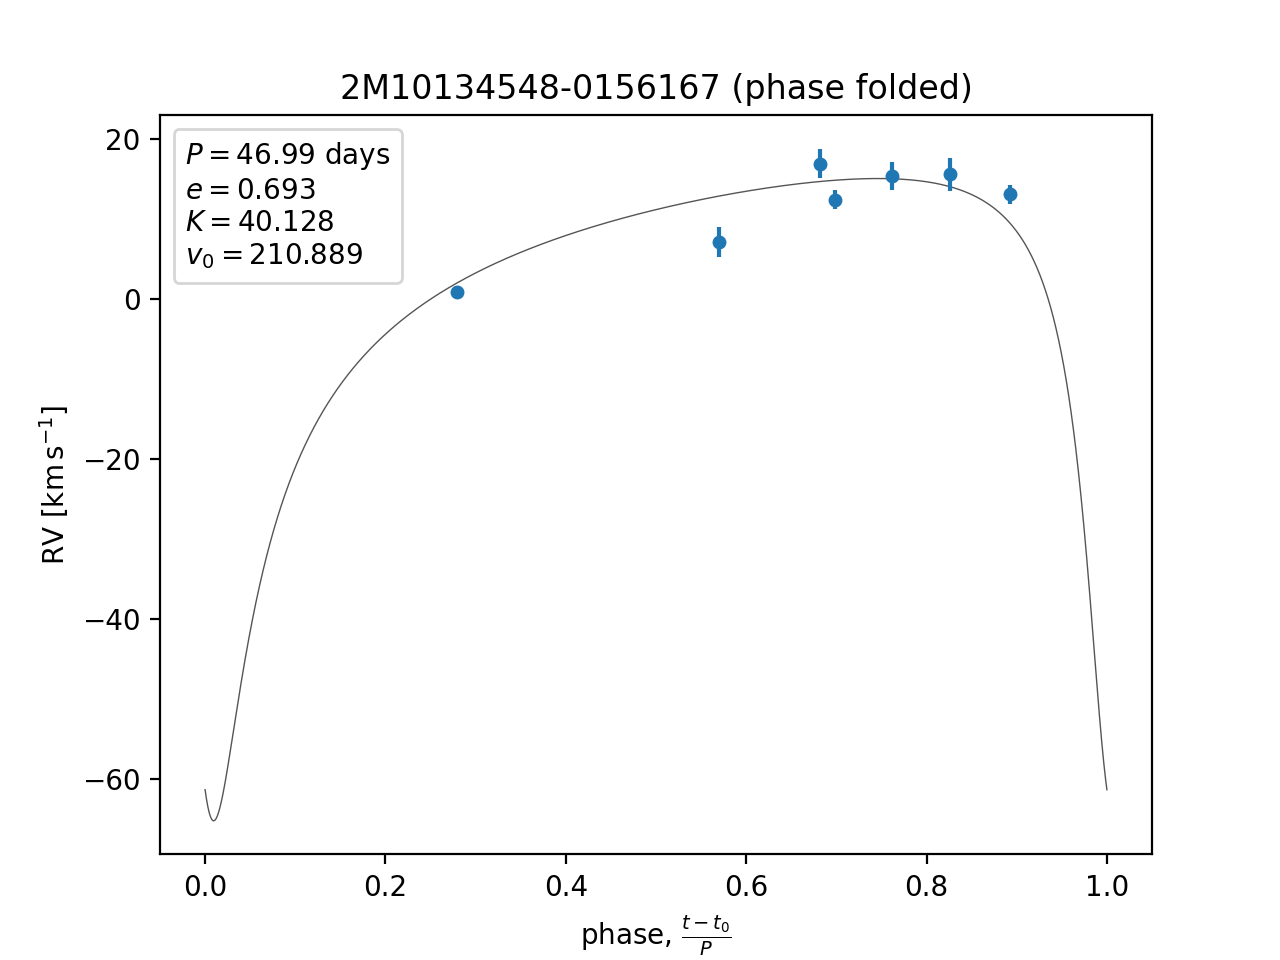 2M10134548-0156167 (phase folded)
P = 46.99 days
e = 0.693
K = 40.128
v₀ = 210.889
20
0
−20
−40
−60
RV [km s⁻¹]
0.0 0.2 0.4 0.6 0.8 1.0
phase, (t − t₀)/P